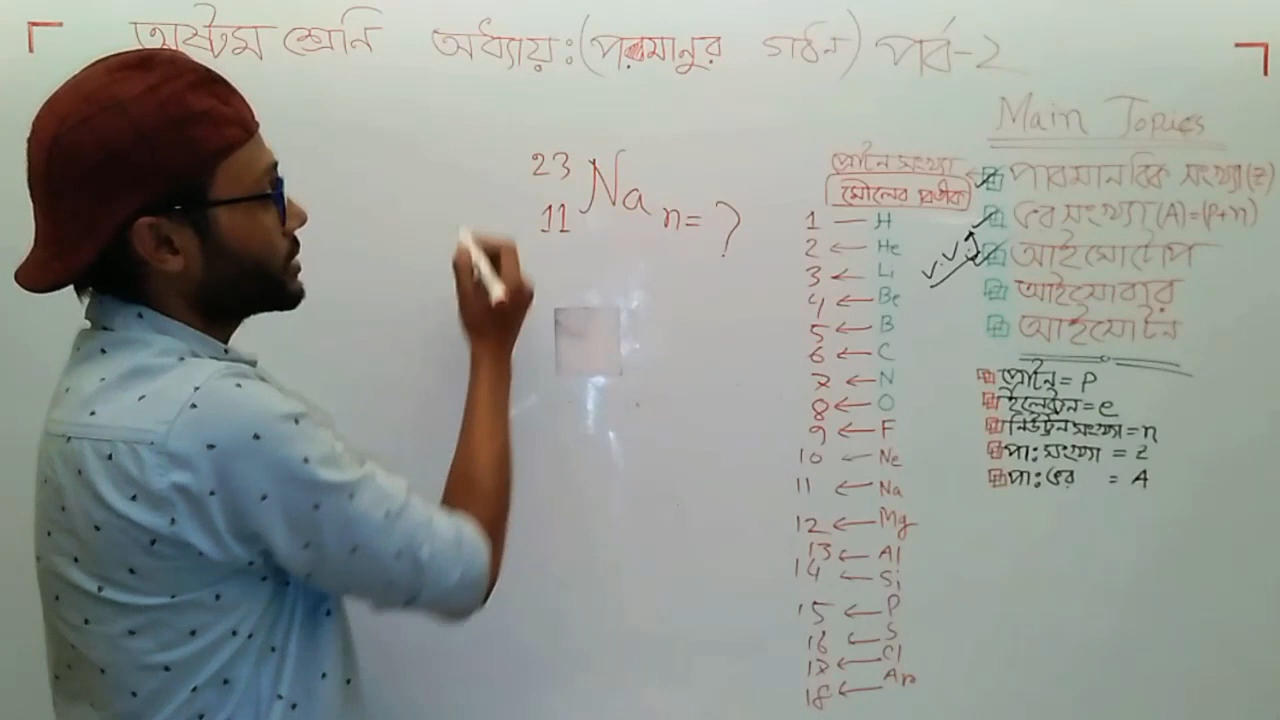 অষ্টম শ্রেনি অধ্যায়:(পরমানুর গঠন) পর্ব-2
Main Topics
23
Na n= ?
11
প্রোটন সংখ্যা
মৌলের প্রতীক
1 — H
2 ← He
3 ← Li
4 ← Be
5 ← B
6 ← C
7 ← N
8 ← O
9 ← F
10 ← Ne
11 ← Na
12 ← Mg
13 ← Al
14 ← Si
15 ← P
16 ← S
17 ← Cl
18 ← Ar
পারমানবিক সংখ্যা(z)
ভর সংখ্যা(A)=(P+n)
V.V.I
আইসোটোপ
আইসোবার
আইসোটন
প্রোটন = P
ইলেকট্রন = e
নিউট্রন সংখ্যা = n
পা: সংখ্যা = z
পা: ভর = A